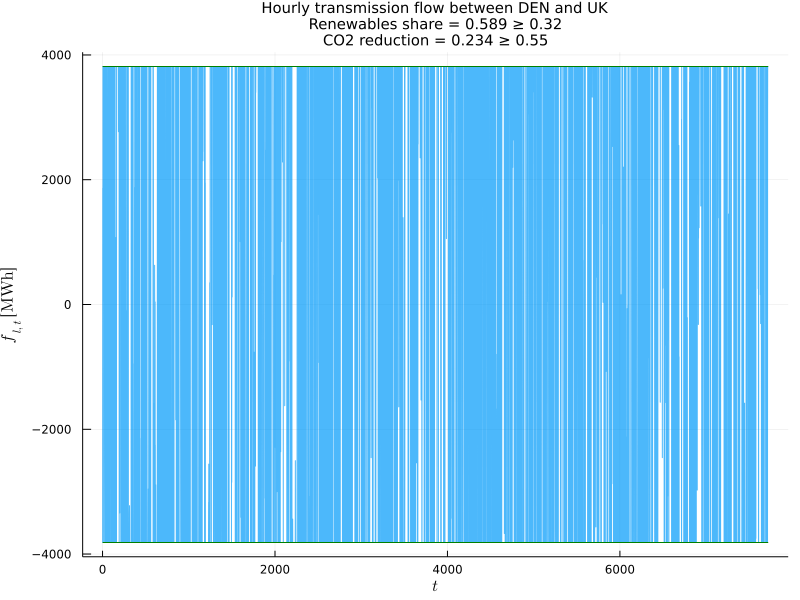 Hourly transmission flow between DEN and UK
Renewables share = 0.589 ≥ 0.32
CO2 reduction = 0.234 ≥ 0.55
4000
2000
0
−2000
−4000
f l,t [MWh]
0 2000 4000 6000
t